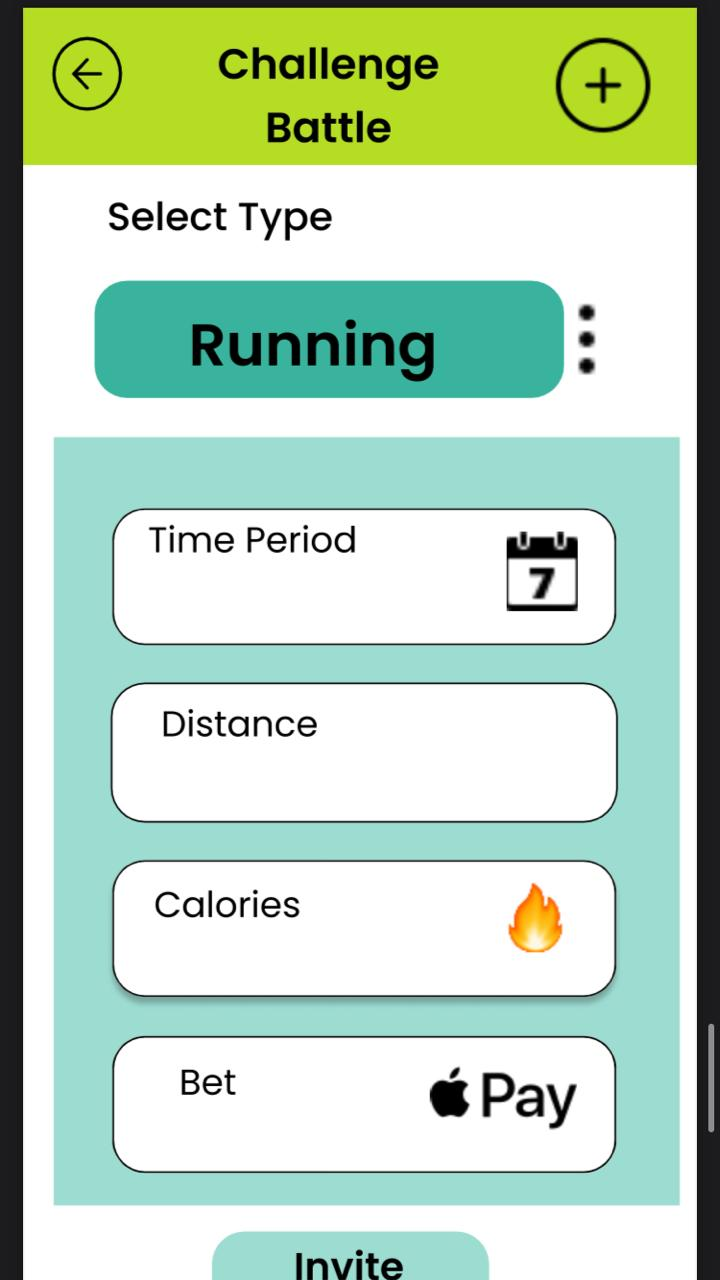 Challenge
Battle
Select Type
Running
Time Period
7
Distance
Calories
Bet
Pay
Invite